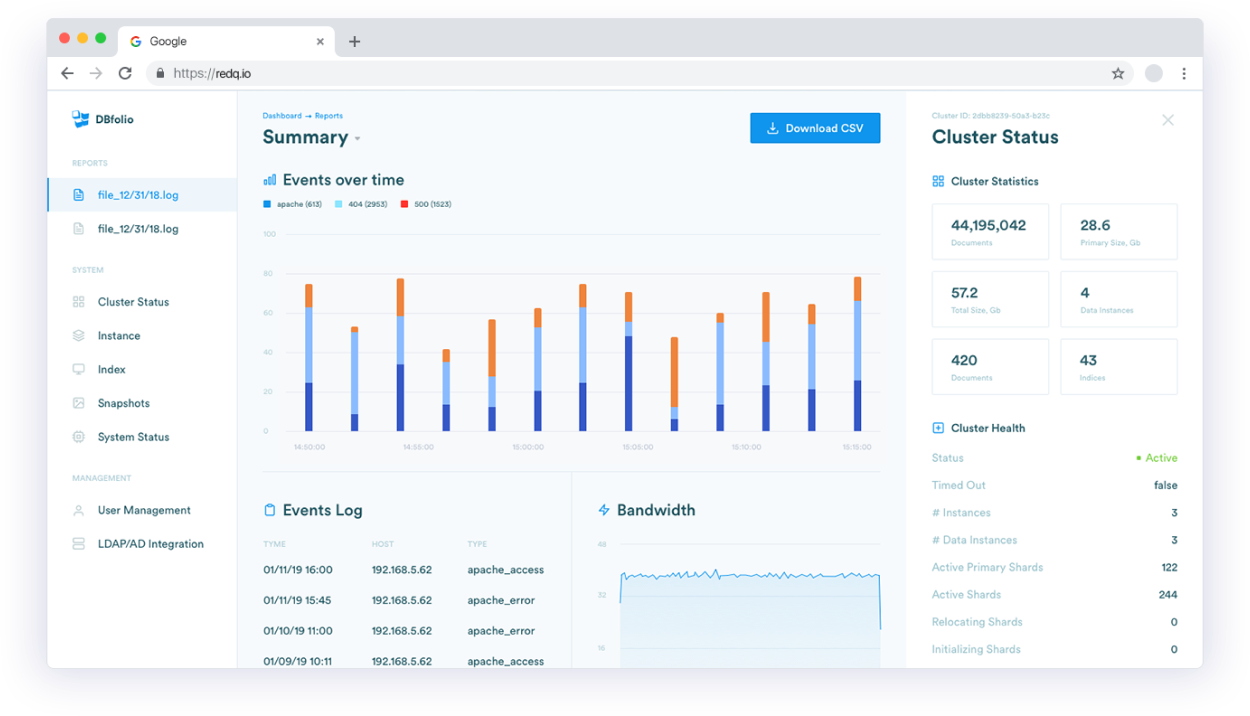 Google
https://redq.io
DBfolio
REPORTS
file_12/31/18.log
file_12/31/18.log
SYSTEM
Cluster Status
Instance
Index
Snapshots
System Status
MANAGEMENT
User Management
LDAP/AD Integration
Dashboard → Reports
Summary
Download CSV
Events over time
apache (613) 404 (2953) 500 (1523)
100
80
60
40
20
0
14:50:00 14:55:00 15:00:00 15:05:00 15:10:00 15:15:00
Events Log
TYME HOST TYPE
01/11/19 16:00 192.168.5.62 apache_access
01/11/19 15:45 192.168.5.62 apache_error
01/10/19 11:00 192.168.5.62 apache_error
01/09/19 10:11 192.168.5.62 apache_access
Bandwidth
48
32
16
Cluster ID: 2dbb8239-60a3-b23c
Cluster Status
Cluster Statistics
44,195,042
Documents
28.6
Primary Size, Gb
57.2
Total Size, Gb
4
Data Instances
420
Documents
43
Indices
Cluster Health
Status Active
Timed Out false
# Instances 3
# Data Instances 3
Active Primary Shards 122
Active Shards 244
Relocating Shards 0
Initializing Shards 0